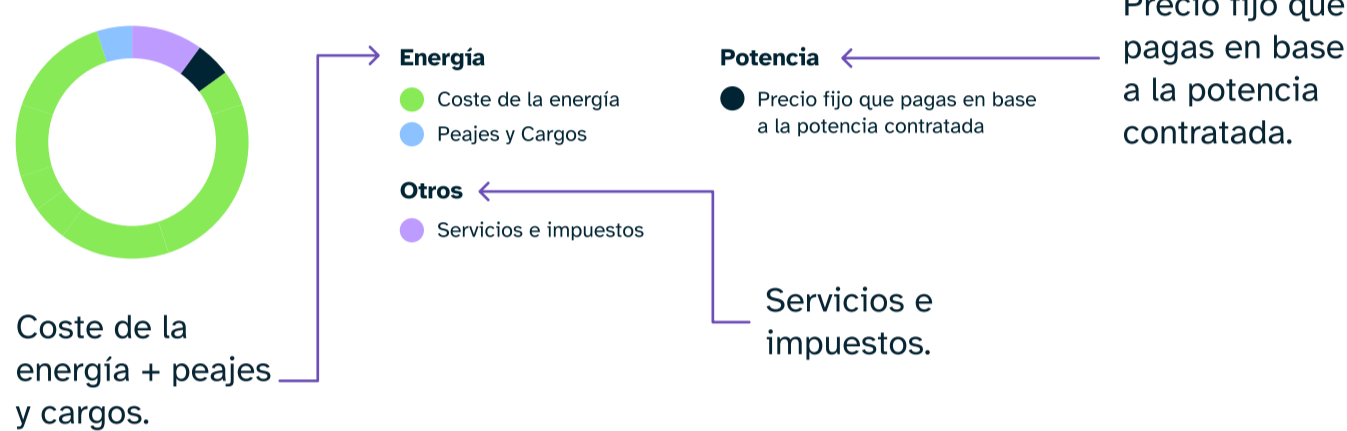 Energía
Coste de la energía
Peajes y Cargos
Otros
Servicios e impuestos
Potencia
Precio fijo que pagas en base
a la potencia contratada
Precio fijo que
pagas en base
a la potencia
contratada.
Servicios e
impuestos.
Coste de la
energía + peajes
y cargos.